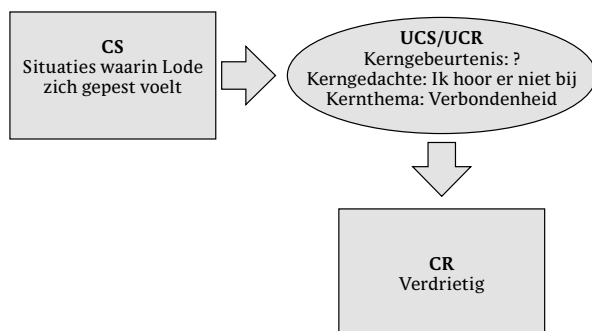 CS
Situaties waarin Lode
zich gepest voelt
UCS/UCR
Kerngebeurtenis: ?
Kerngedachte: Ik hoor er niet bij
Kernthema: Verbondenheid
CR
Verdrietig